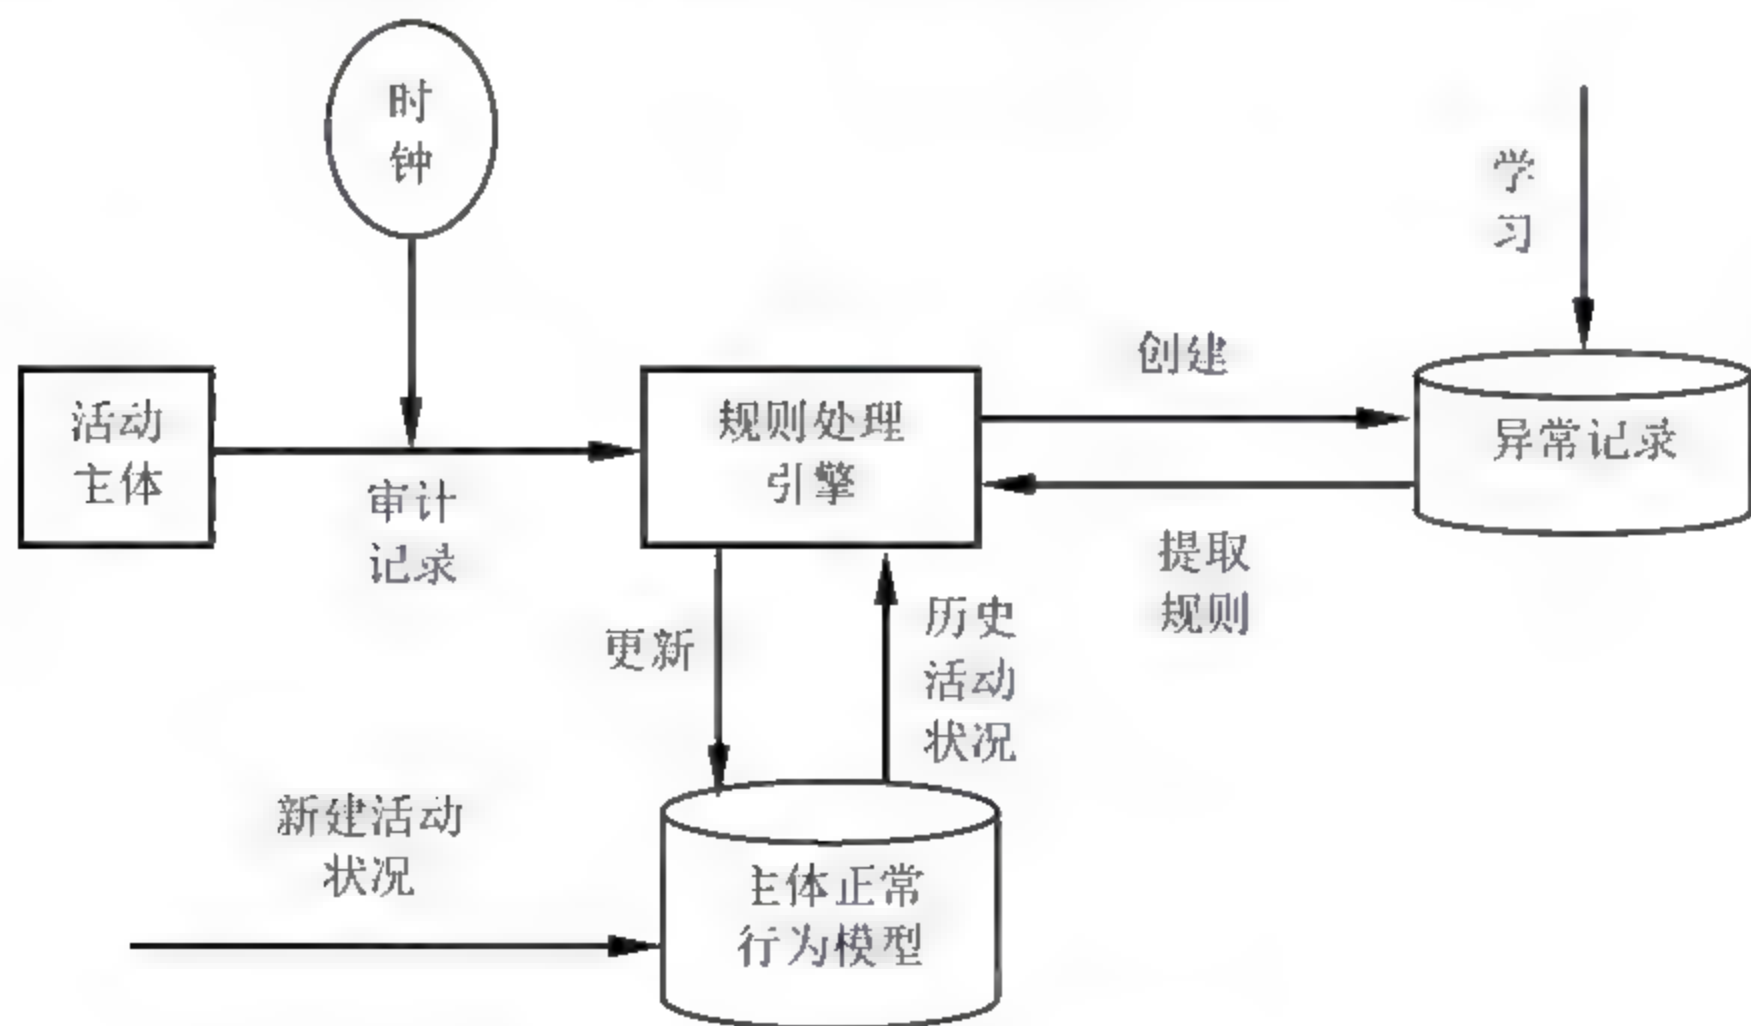 时
钟
学
习
创建
活动
主体
规则处理
引擎
异常记录
审计
记录
提取
规则
更新
历史
活动
状况
新建活动
状况
主体正常
行为模型